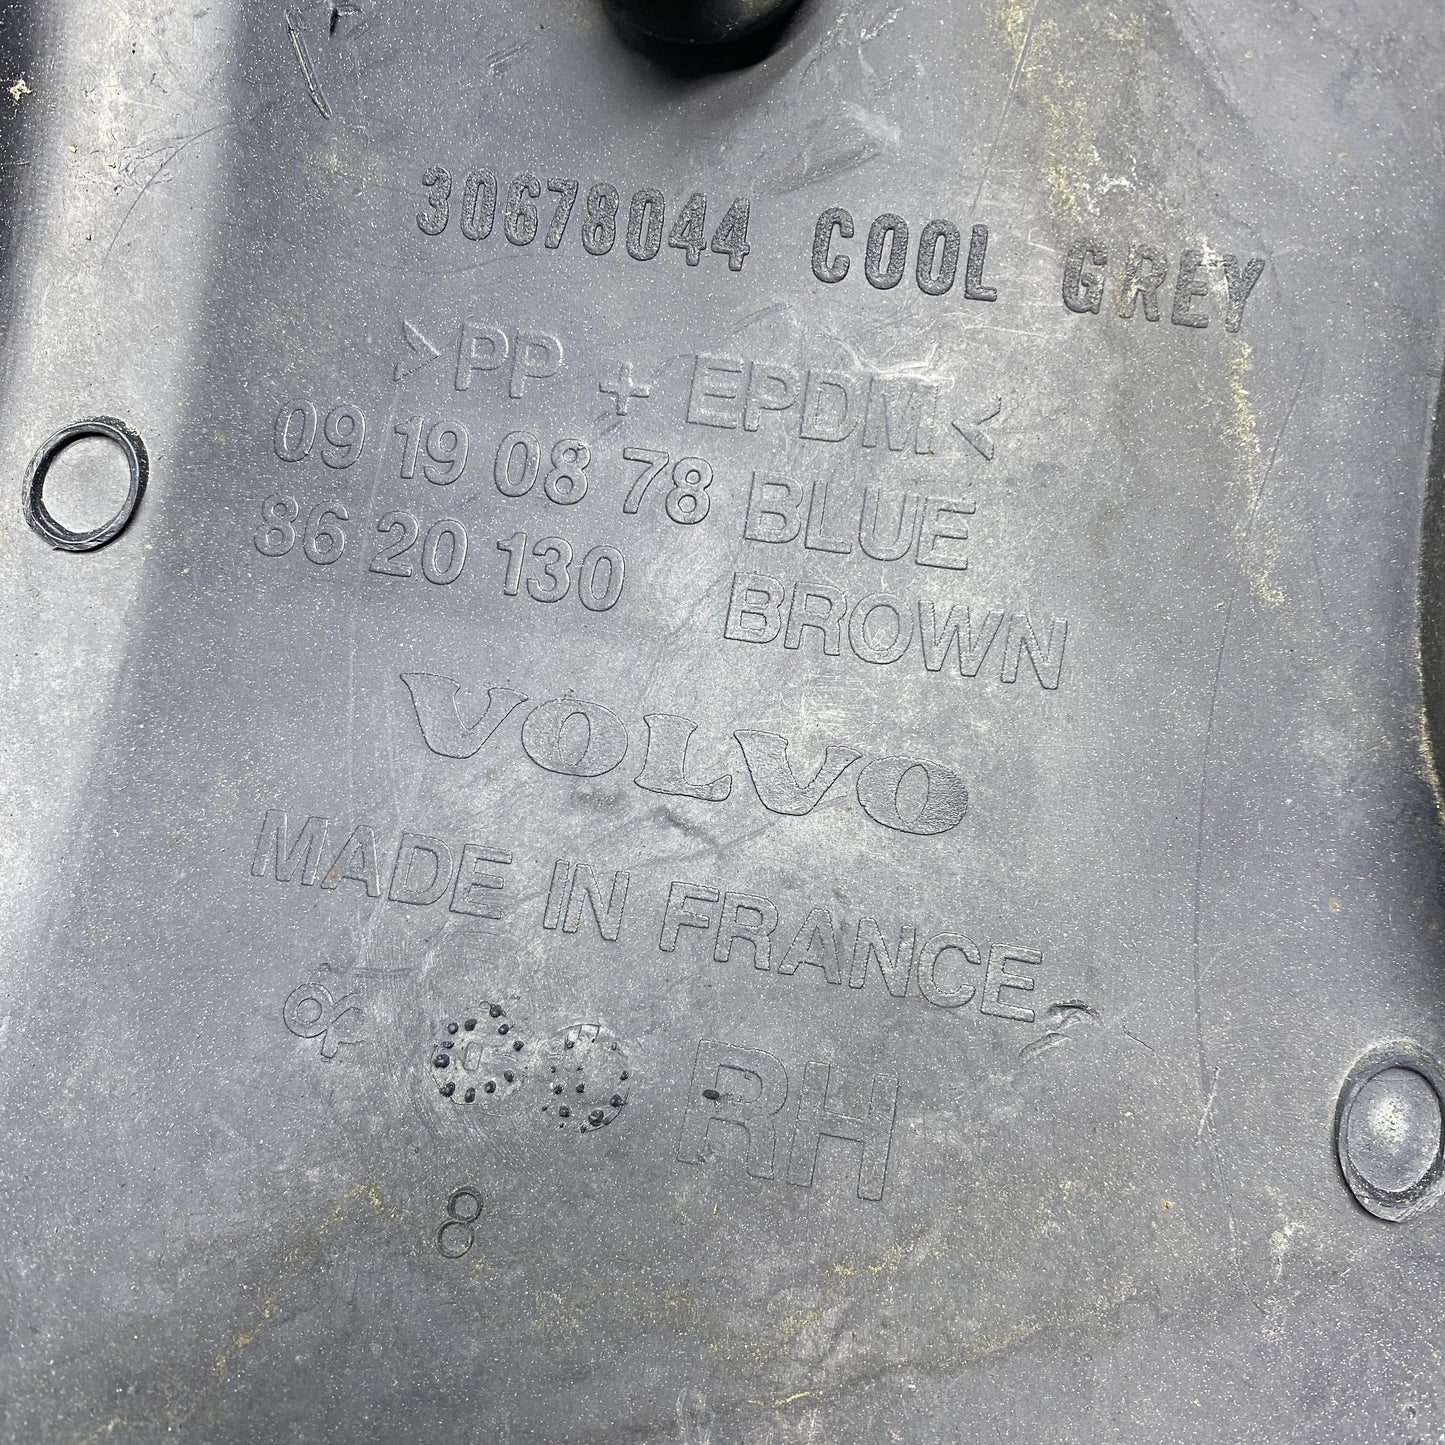 30678044 COOL GREY
>PP + EPDM<
09 19 08 78 BLUE
86 20 130 BROWN
VOLVO
MADE IN FRANCE
RH
8